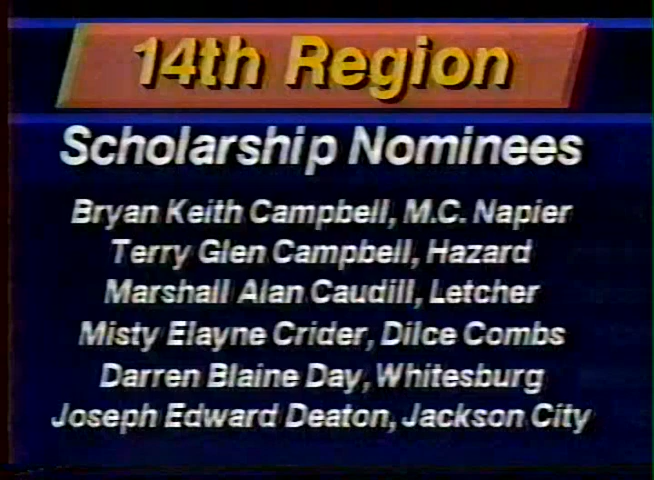 14th Region
Scholarship Nominees
Bryan Keith Campbell, M.C. Napier
Terry Glen Campbell, Hazard
Marshall Alan Caudill, Letcher
Misty Elayne Crider, Dilce Combs
Darren Blaine Day, Whitesburg
Joseph Edward Deaton, Jackson City